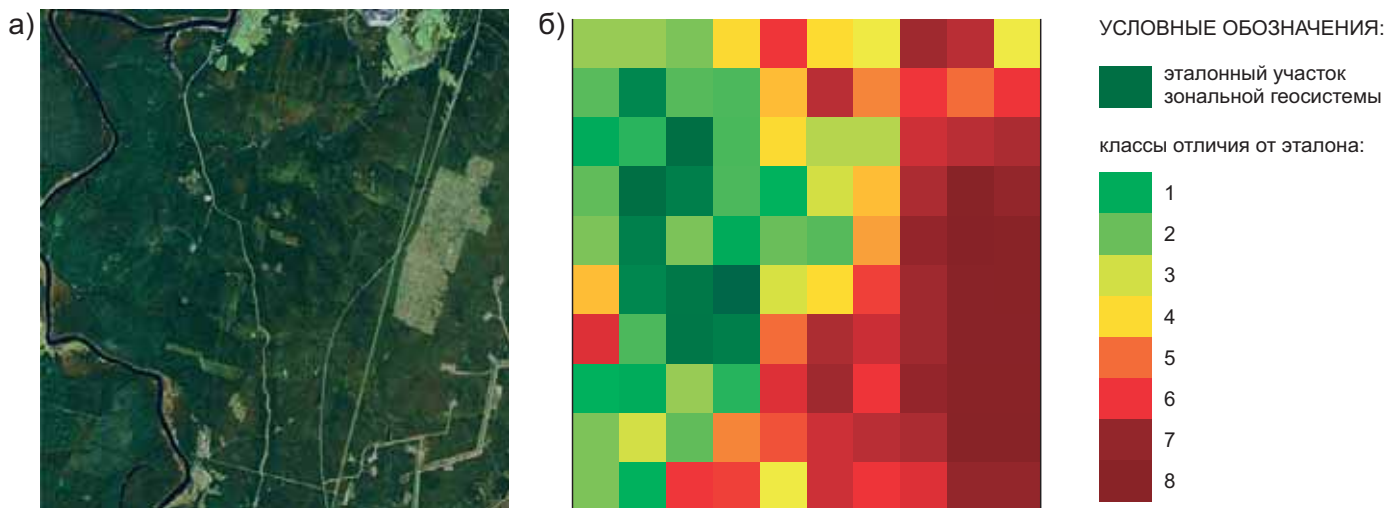 а)
б)
УСЛОВНЫЕ ОБОЗНАЧЕНИЯ:
эталонный участок
зональной геосистемы
классы отличия от эталона:
1
2
3
4
5
6
7
8